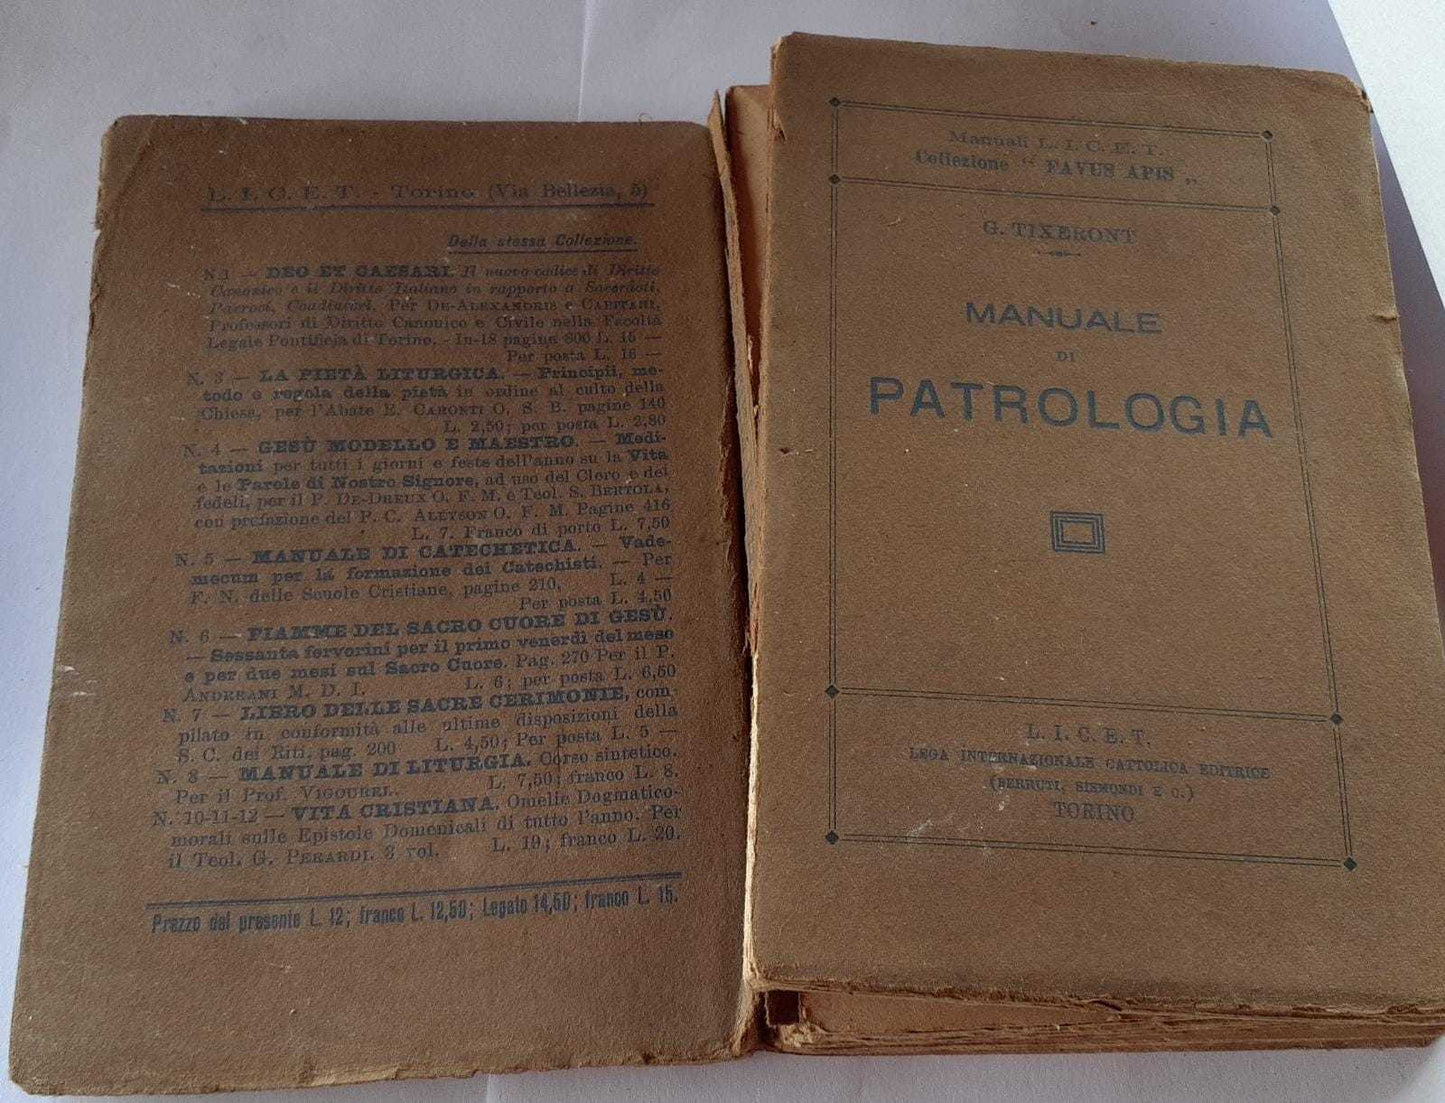 L. I. C. E. T. - Torino (Via Bellezia, 5)
Della stessa Collezione.
N. 1 — DEO ET CAESARI. Il nuovo codice di Diritto
Canonico e il Diritto Italiano in rapporto a Sacerdoti,
Parroci, Coadiutori. Per DE-ALEXANDRIS e CAPITANI,
Professori di Diritto Canonico e Civile nella Facoltà
Legale Pontificia di Torino. - In-18 pagine 800 L. 15 —
Per posta L. 16 —
N. 3 — LA PIETÀ LITURGICA. — Principii, me-
todo e regola della pietà in ordine al culto della
Chiesa, per l'Abate E. CARONTI O. S. B. pagine 140
L. 2,50; per posta L. 2,80
N. 4 — GESÙ MODELLO E MAESTRO. — Medi-
tazioni per tutti i giorni e feste dell'anno su la Vita
e le Parole di Nostro Signore, ad uso del Clero e dei
fedeli, per il P. DE-DREUX O. F. M. e Teol. S. BERTOLA,
con prefazione del P. C. ALEYSON O. F. M. Pagine 416
L. 7. Franco di porto L. 7,50
N. 5 — MANUALE DI CATECHETICA. — Vade-
mecum per la formazione dei Catechisti. — Per
F. N. delle Scuole Cristiane, pagine 210, L. 4 —
Per posta L. 4,50
N. 6 — FIAMME DEL SACRO CUORE DI GESÙ.
— Sessanta fervorini per il primo venerdì del mese
e per due mesi sul Sacro Cuore. Pag. 270 Per il P.
ANDREANI M. D. I. L. 6; per posta L. 6,50
N. 7 — LIBRO DELLE SACRE CERIMONIE, com-
pilato in conformità alle ultime disposizioni della
S. C. dei Riti, pag. 200 L. 4,50; Per posta L. 5 —
N. 8 — MANUALE DI LITURGIA. Corso sintetico.
Per il Prof. VIGOUREL. L. 7,50; franco L. 8.
N. 10-11-12 — VITA CRISTIANA. Omelie Dogmatico-
morali sulle Epistole Domenicali di tutto l'anno. Per
il Teol. G. PERARDI. 3 vol. L. 19; franco L. 20.
Prezzo del presente L. 12; franco L. 12,50; Legato 14,50; franco L. 15.
Manuali L. I. C. E. T.
Collezione “ FAVUS APIS „
G. TIXERONT
MANUALE
DI
PATROLOGIA
L. I. C. E. T.
LEGA INTERNAZIONALE CATTOLICA EDITRICE
(BERRUTI, SISMONDI E C.)
TORINO